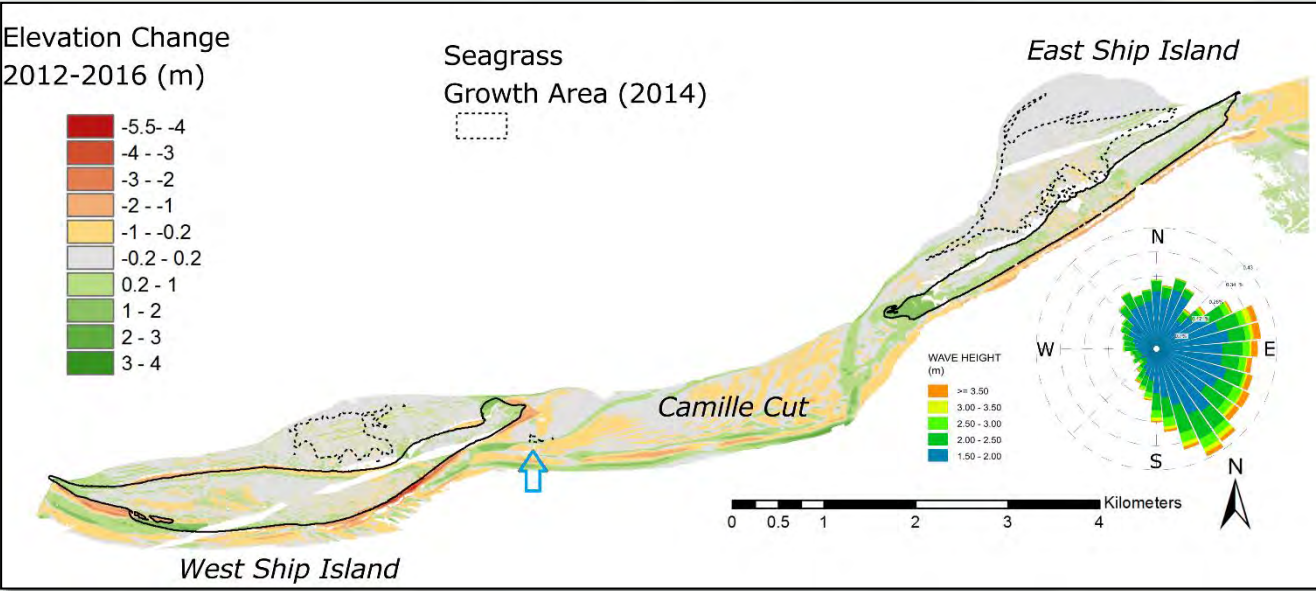 Elevation Change
2012-2016 (m)
-5.5- -4
-4 - -3
-3 - -2
-2 - -1
-1 - -0.2
-0.2 - 0.2
0.2 - 1
1 - 2
2 - 3
3 - 4
Seagrass
Growth Area (2014)
East Ship Island
Camille Cut
West Ship Island
WAVE HEIGHT
(m)
>= 3.50
3.00 - 3.50
2.50 - 3.00
2.00 - 2.50
1.50 - 2.00
N
W
E
S
N
Kilometers
0 0.5 1 2 3 4